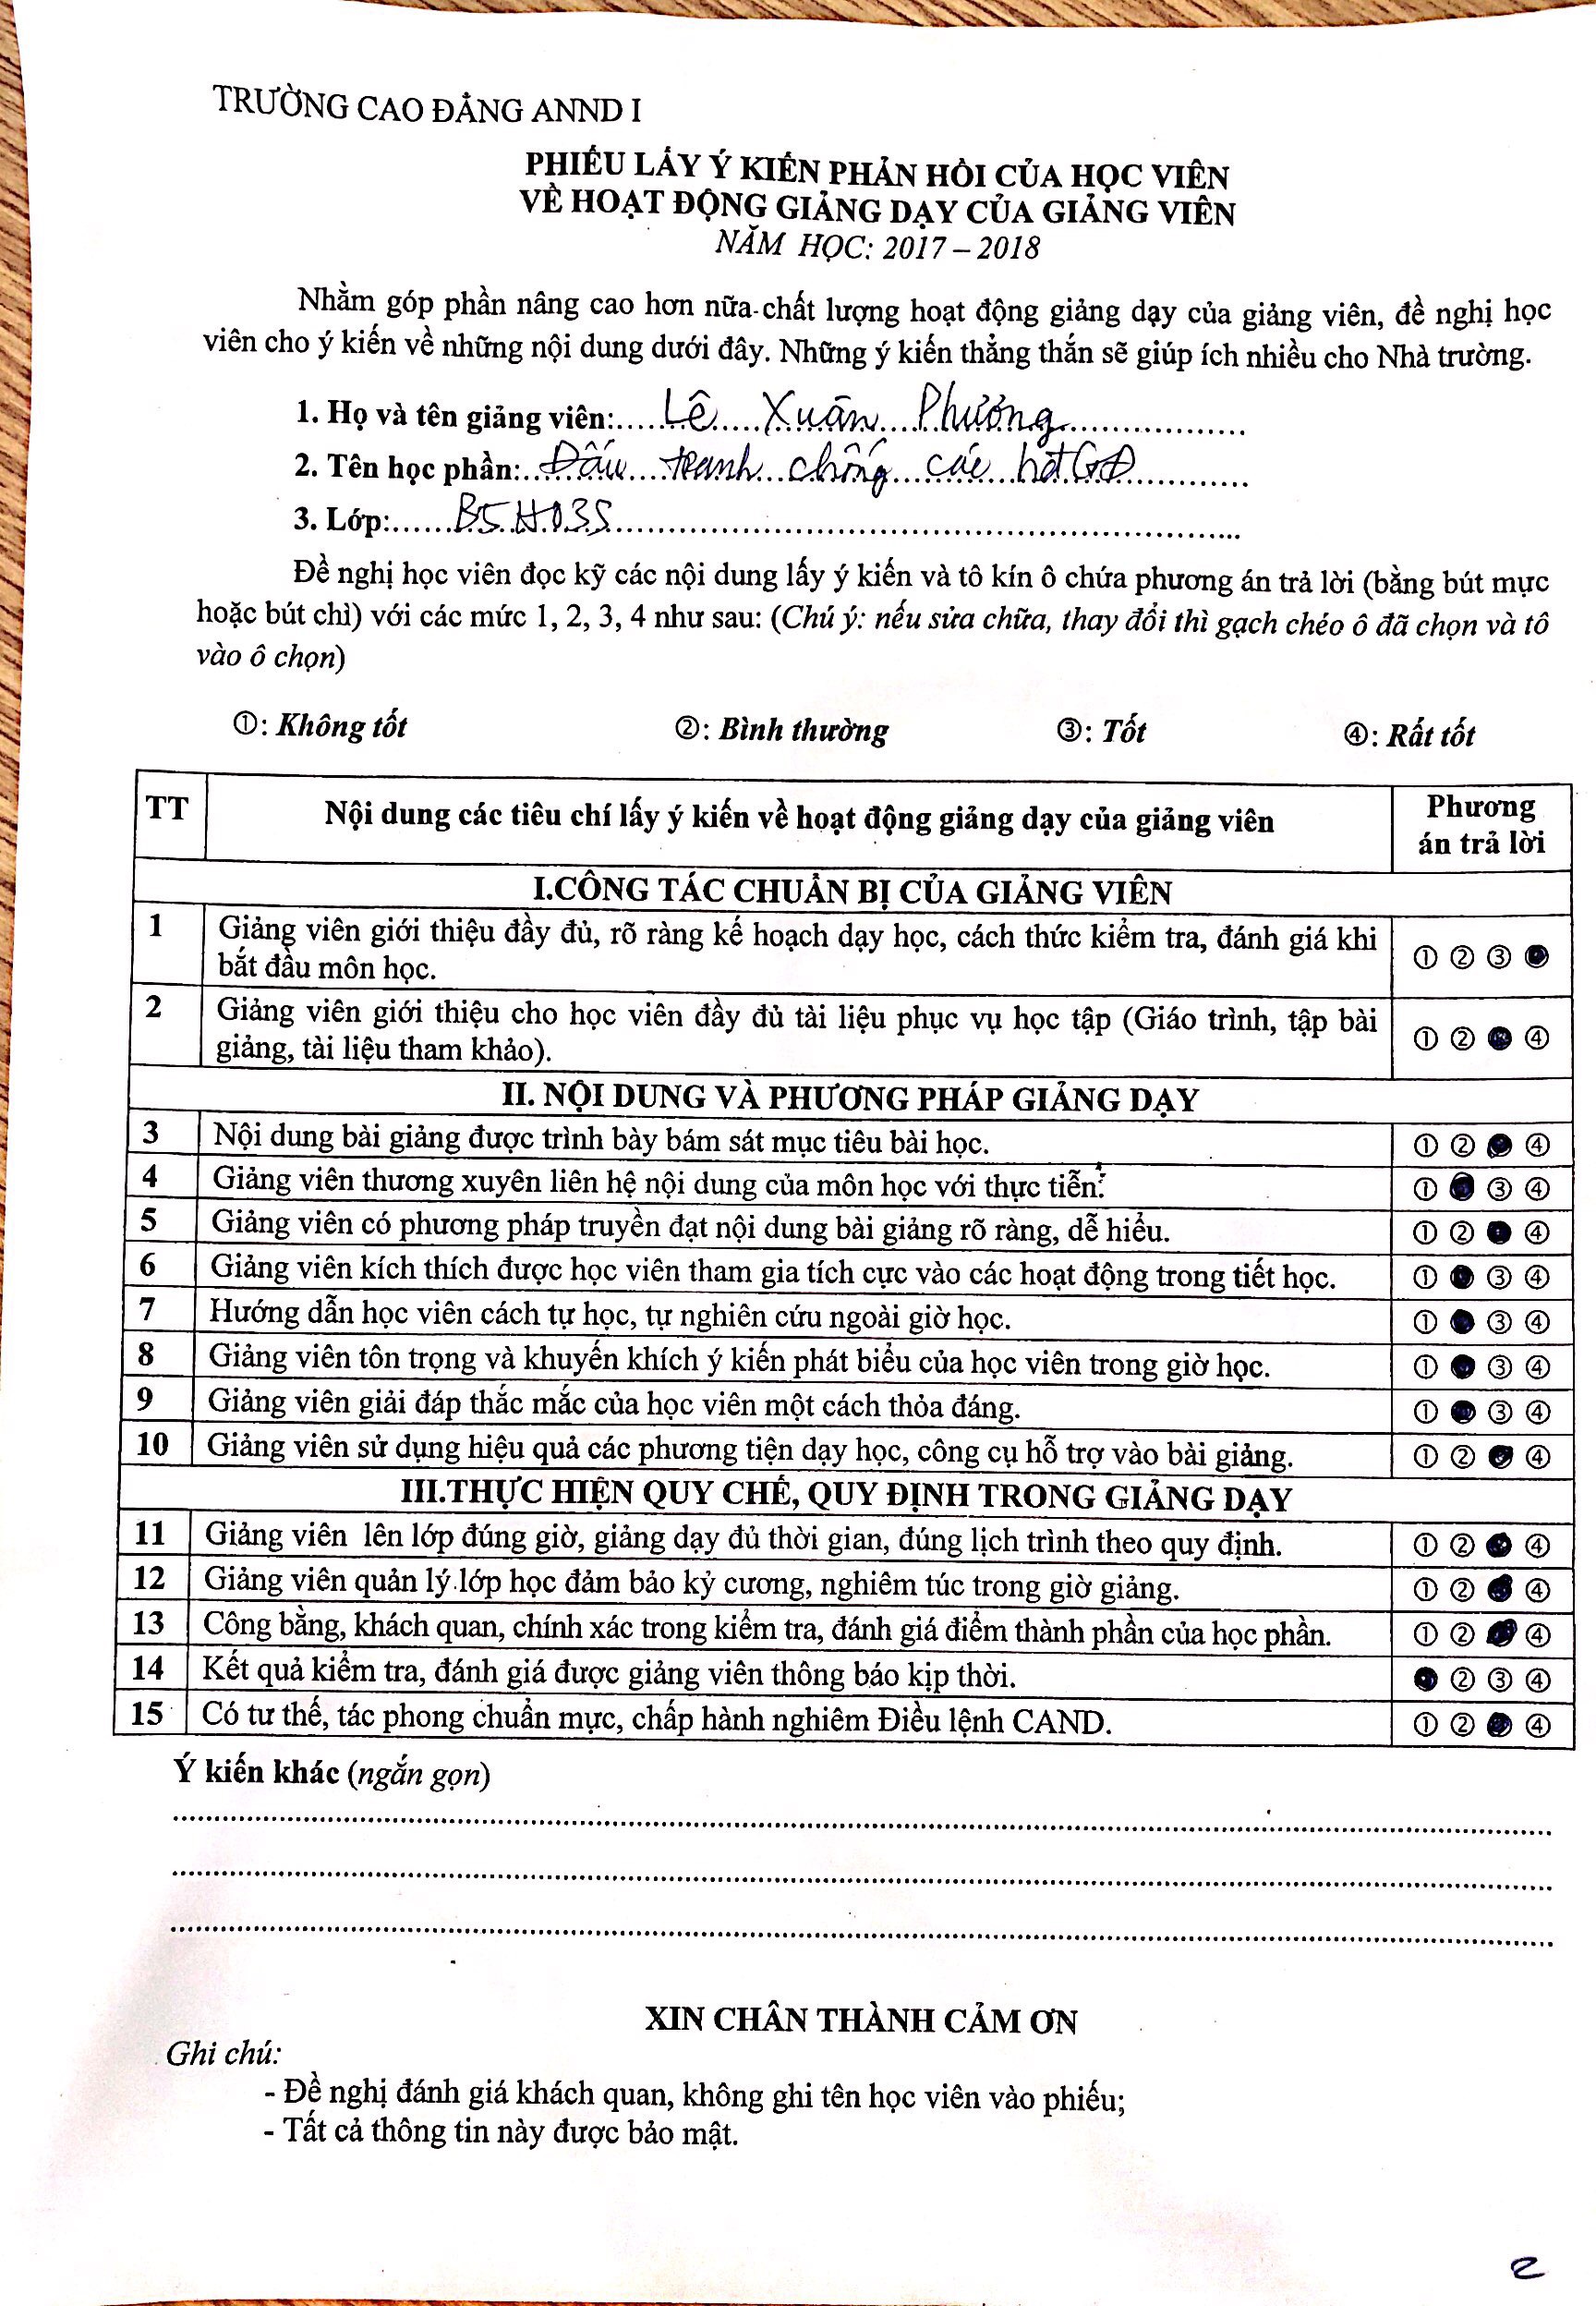 TRƯỜNG CAO ĐẲNG ANND I
PHIẾU LẤY Ý KIẾN PHẢN HỒI CỦA HỌC VIÊN
VỀ HOẠT ĐỘNG GIẢNG DẠY CỦA GIẢNG VIÊN
NĂM HỌC: 2017 – 2018
Nhằm góp phần nâng cao hơn nữa chất lượng hoạt động giảng dạy của giảng viên, đề nghị học
viên cho ý kiến về những nội dung dưới đây. Những ý kiến thẳng thắn sẽ giúp ích nhiều cho Nhà trường.
1. Họ và tên giảng viên: Lê Xuân Phương
2. Tên học phần: Đấu tranh chống các
3. Lớp: B5H03S
Đề nghị học viên đọc kỹ các nội dung lấy ý kiến và tô kín ô chứa phương án trả lời (bằng bút mực
hoặc bút chì) với các mức 1, 2, 3, 4 như sau: (Chú ý: nếu sửa chữa, thay đổi thì gạch chéo ô đã chọn và tô
vào ô chọn)
①: Không tốt ②: Bình thường ③: Tốt ④: Rất tốt
TT Nội dung các tiêu chí lấy ý kiến về hoạt động giảng dạy của giảng viên Phương
án trả lời
I.CÔNG TÁC CHUẨN BỊ CỦA GIẢNG VIÊN
1 Giảng viên giới thiệu đầy đủ, rõ ràng kế hoạch dạy học, cách thức kiểm tra, đánh giá khi
bắt đầu môn học. ① ② ③ ●
2 Giảng viên giới thiệu cho học viên đầy đủ tài liệu phục vụ học tập (Giáo trình, tập bài
giảng, tài liệu tham khảo). ① ② ● ④
II. NỘI DUNG VÀ PHƯƠNG PHÁP GIẢNG DẠY
3 Nội dung bài giảng được trình bày bám sát mục tiêu bài học. ① ② ● ④
4 Giảng viên thương xuyên liên hệ nội dung của môn học với thực tiễn. ① ● ③ ④
5 Giảng viên có phương pháp truyền đạt nội dung bài giảng rõ ràng, dễ hiểu. ① ② ● ④
6 Giảng viên kích thích được học viên tham gia tích cực vào các hoạt động trong tiết học. ① ● ③ ④
7 Hướng dẫn học viên cách tự học, tự nghiên cứu ngoài giờ học. ① ● ③ ④
8 Giảng viên tôn trọng và khuyến khích ý kiến phát biểu của học viên trong giờ học. ① ● ③ ④
9 Giảng viên giải đáp thắc mắc của học viên một cách thỏa đáng. ① ● ③ ④
10 Giảng viên sử dụng hiệu quả các phương tiện dạy học, công cụ hỗ trợ vào bài giảng. ① ② ● ④
III.THỰC HIỆN QUY CHẾ, QUY ĐỊNH TRONG GIẢNG DẠY
11 Giảng viên lên lớp đúng giờ, giảng dạy đủ thời gian, đúng lịch trình theo quy định. ① ② ● ④
12 Giảng viên quản lý lớp học đảm bảo kỷ cương, nghiêm túc trong giờ giảng. ① ② ● ④
13 Công bằng, khách quan, chính xác trong kiểm tra, đánh giá điểm thành phần của học phần. ① ② ● ④
14 Kết quả kiểm tra, đánh giá được giảng viên thông báo kịp thời. ● ② ③ ④
15 Có tư thế, tác phong chuẩn mực, chấp hành nghiêm Điều lệnh CAND. ① ② ● ④
Ý kiến khác (ngắn gọn)
XIN CHÂN THÀNH CẢM ƠN
Ghi chú:
- Đề nghị đánh giá khách quan, không ghi tên học viên vào phiếu;
- Tất cả thông tin này được bảo mật.
2